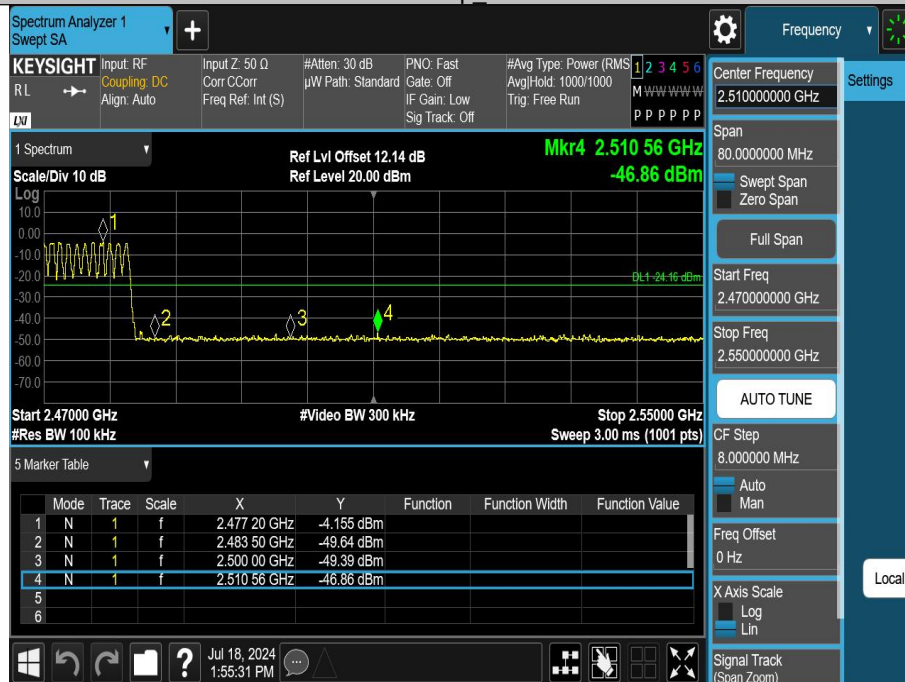 Spectrum Analyzer 1
Swept SA
+
Frequency
KEYSIGHT
RL
LXI
Input: RF
Coupling: DC
Align: Auto
Input Z: 50 Ω
Corr CCorr
Freq Ref: Int (S)
#Atten: 30 dB
µW Path: Standard
PNO: Fast
Gate: Off
IF Gain: Low
Sig Track: Off
#Avg Type: Power (RMS
Avg|Hold: 1000/1000
Trig: Free Run
1 2 3 4 5 6
M W W W W W
P P P P P P
Center Frequency
2.510000000 GHz
Settings
1 Spectrum
Scale/Div 10 dB
Ref Lvl Offset 12.14 dB
Ref Level 20.00 dBm
Mkr4 2.510 56 GHz
-46.86 dBm
Log
10.0
0.00
-10.0
-20.0
-30.0
-40.0
-50.0
-60.0
-70.0
1
2
3
4
DL1 -24.16 dBm
Start 2.47000 GHz
#Video BW 300 kHz
Stop 2.55000 GHz
#Res BW 100 kHz
Sweep 3.00 ms (1001 pts)
Span
80.0000000 MHz
Swept Span
Zero Span
Full Span
Start Freq
2.470000000 GHz
Stop Freq
2.550000000 GHz
AUTO TUNE
CF Step
8.000000 MHz
Auto
Man
Freq Offset
0 Hz
X Axis Scale
Log
Lin
Signal Track
(Span Zoom)
Local
5 Marker Table
Mode Trace Scale X Y Function Function Width Function Value
1 N 1 f 2.477 20 GHz -4.155 dBm
2 N 1 f 2.483 50 GHz -49.64 dBm
3 N 1 f 2.500 00 GHz -49.39 dBm
4 N 1 f 2.510 56 GHz -46.86 dBm
5
6
?
Jul 18, 2024
1:55:31 PM